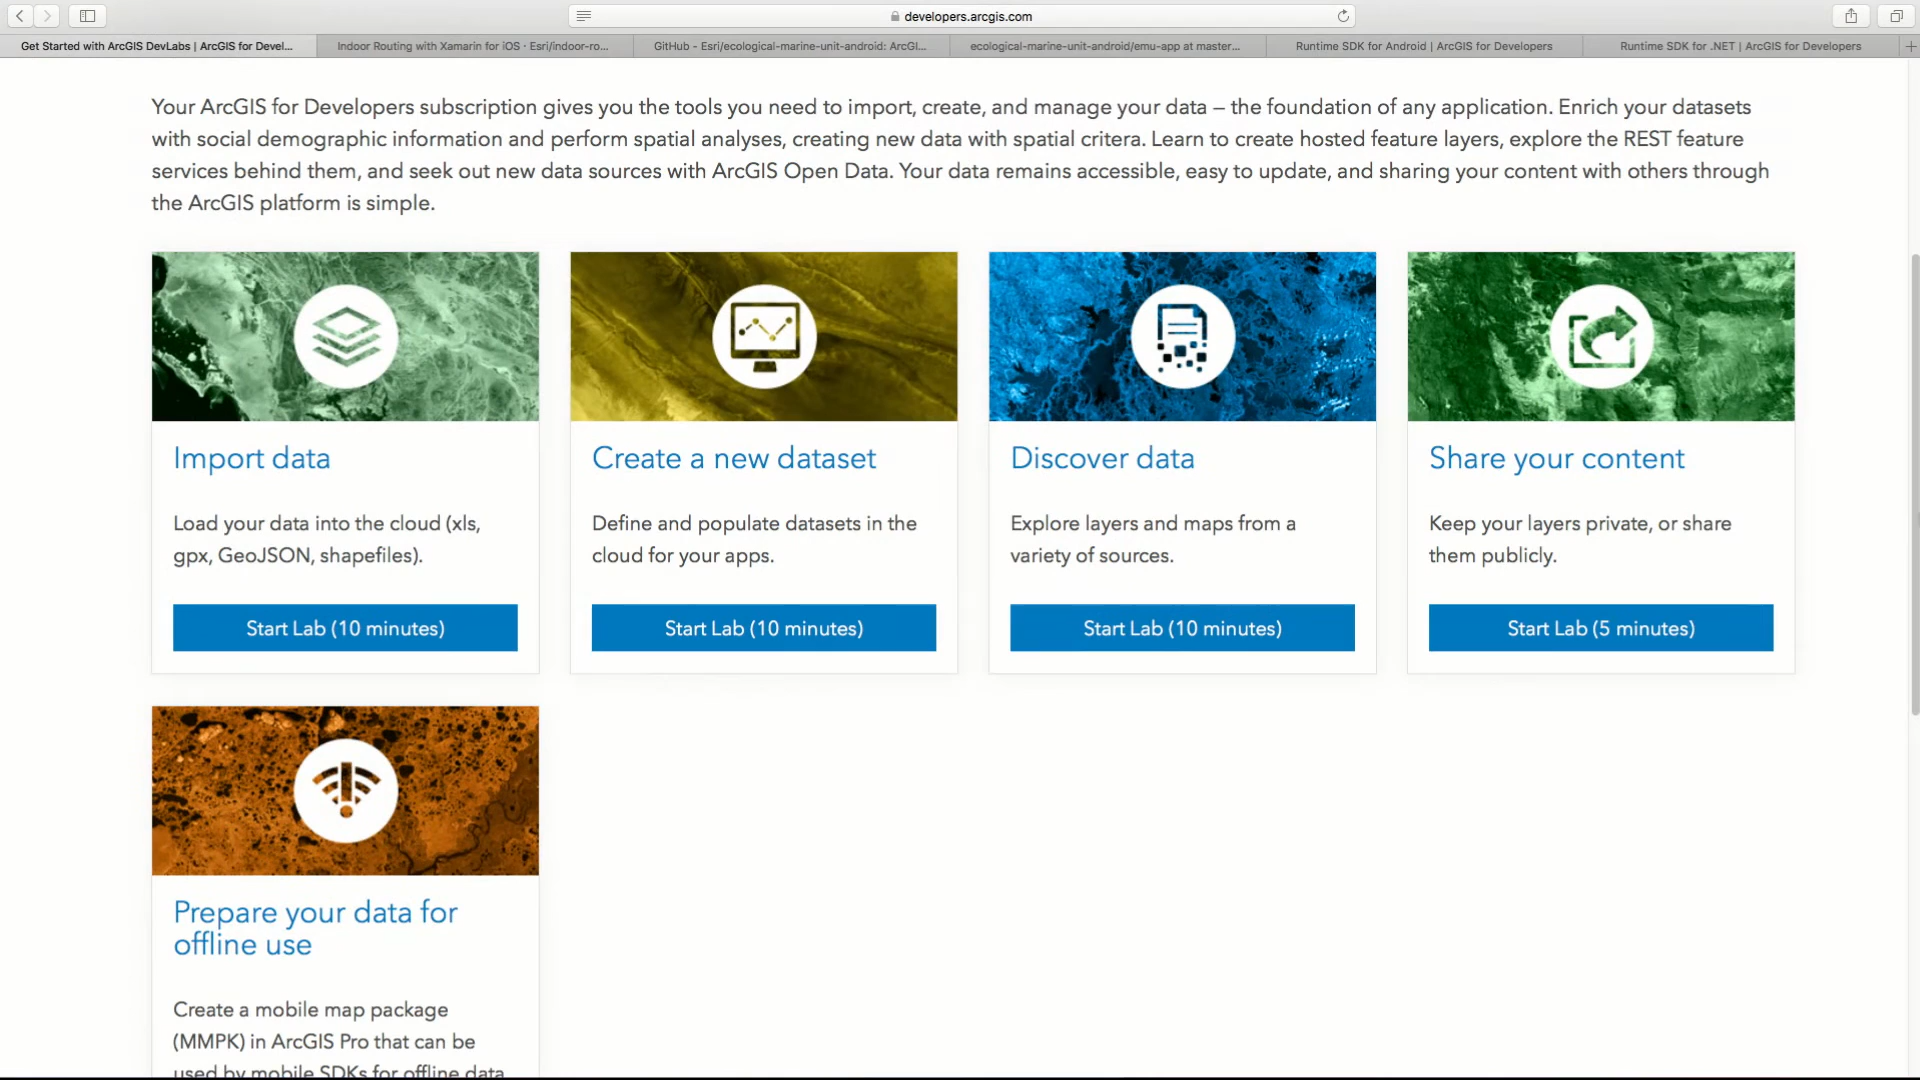 developers.arcgis.com
Get Started with ArcGIS DevLabs | ArcGIS for Devel...
Indoor Routing with Xamarin for iOS · Esri/indoor-ro...
GitHub - Esri/ecological-marine-unit-android: ArcGI...
ecological-marine-unit-android/emu-app at master...
Runtime SDK for Android | ArcGIS for Developers
Runtime SDK for .NET | ArcGIS for Developers
Your ArcGIS for Developers subscription gives you the tools you need to import, create, and manage your data – the foundation of any application. Enrich your datasets
with social demographic information and perform spatial analyses, creating new data with spatial critera. Learn to create hosted feature layers, explore the REST feature
services behind them, and seek out new data sources with ArcGIS Open Data. Your data remains accessible, easy to update, and sharing your content with others through
the ArcGIS platform is simple.
Import data
Load your data into the cloud (xls,
gpx, GeoJSON, shapefiles).
Start Lab (10 minutes)
Create a new dataset
Define and populate datasets in the
cloud for your apps.
Start Lab (10 minutes)
Discover data
Explore layers and maps from a
variety of sources.
Start Lab (10 minutes)
Share your content
Keep your layers private, or share
them publicly.
Start Lab (5 minutes)
Prepare your data for
offline use
Create a mobile map package
(MMPK) in ArcGIS Pro that can be
used by mobile SDKs for offline data